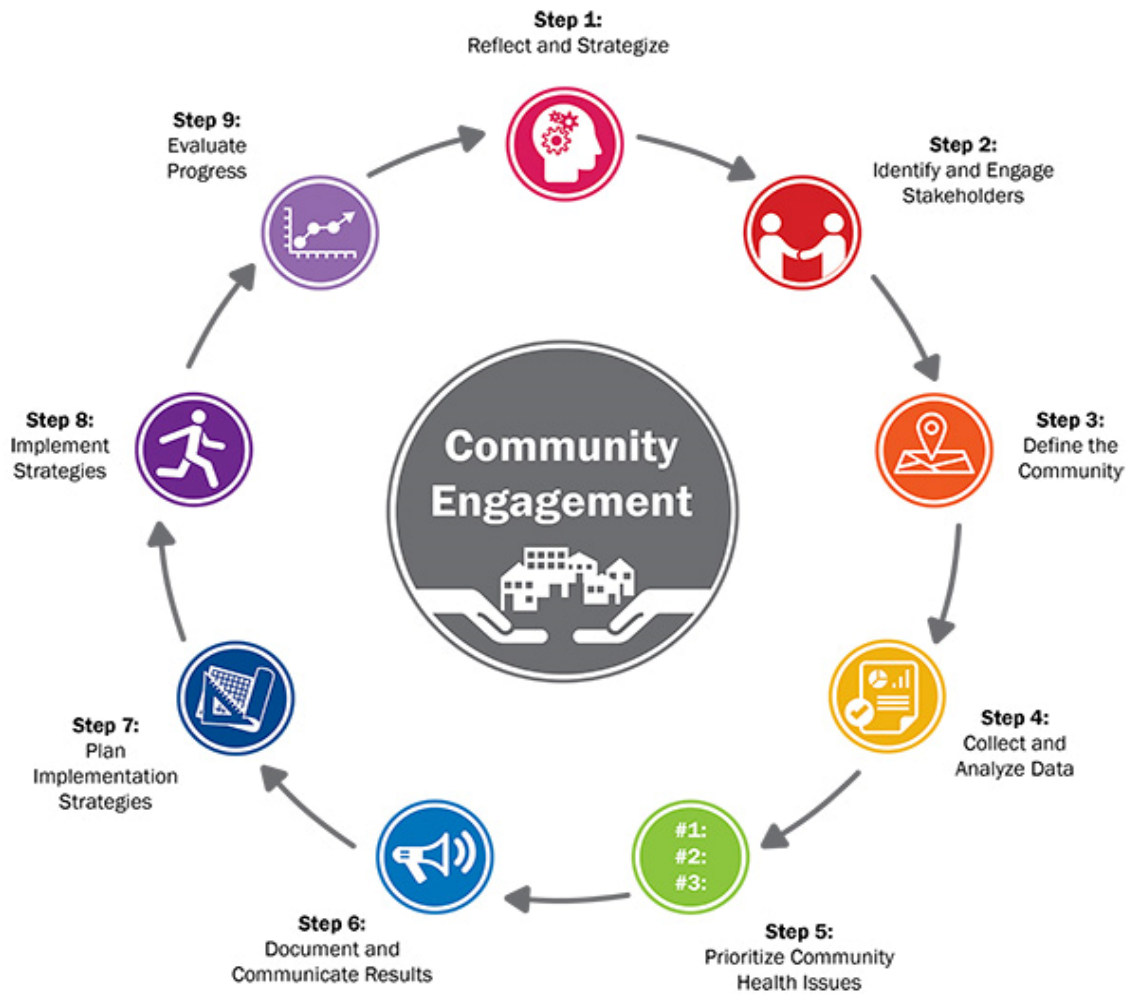 Step 1:
Reflect and Strategize
Step 2:
Identify and Engage
Stakeholders
Step 3:
Define the
Community
Step 4:
Collect and
Analyze Data
#1:
#2:
#3:
Step 5:
Prioritize Community
Health Issues
Step 6:
Document and
Communicate Results
Step 7:
Plan
Implementation
Strategies
Step 8:
Implement
Strategies
Step 9:
Evaluate
Progress
Community
Engagement